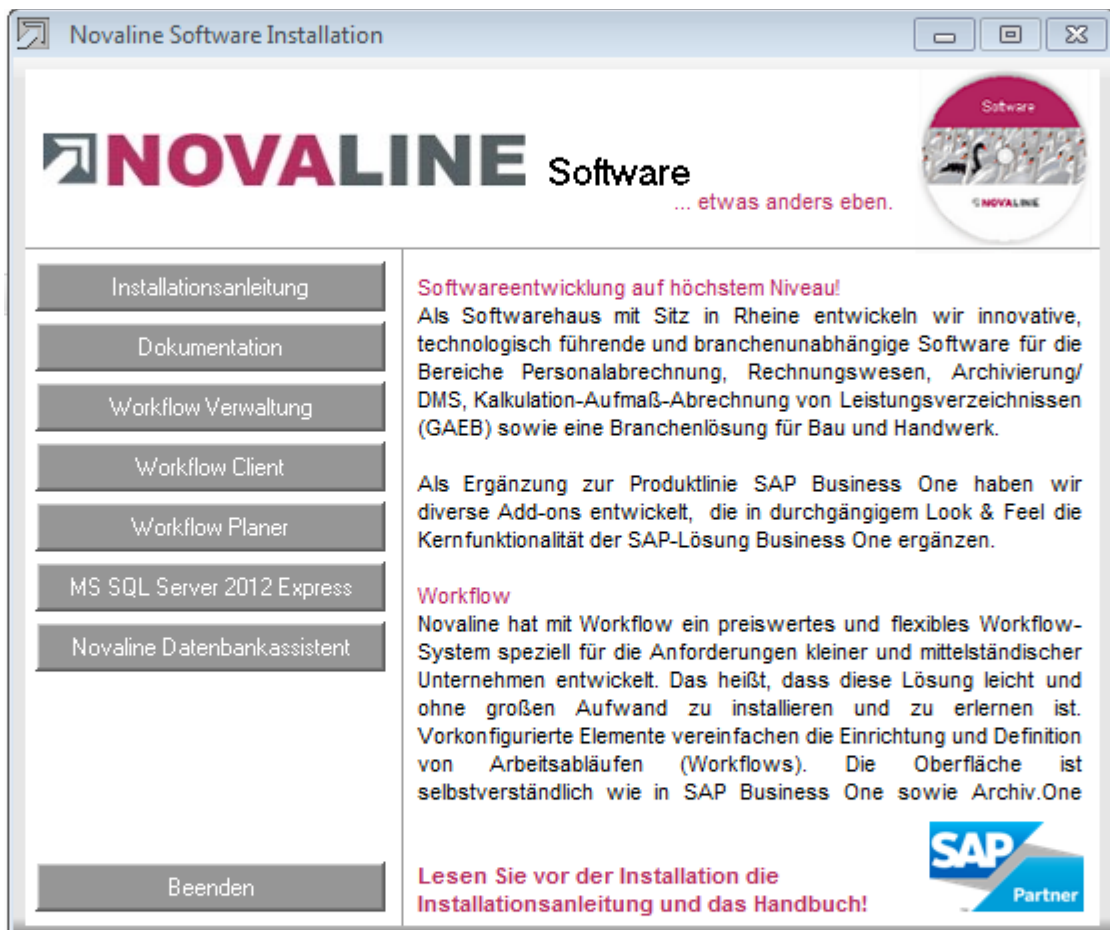 Novaline Software Installation
NOVALINE Software
... etwas anders eben.
Software
NOVALINE
Installationsanleitung
Dokumentation
Workflow Verwaltung
Workflow Client
Workflow Planer
MS SQL Server 2012 Express
Novaline Datenbankassistent
Beenden
Softwareentwicklung auf höchstem Niveau!
Als Softwarehaus mit Sitz in Rheine entwickeln wir innovative,
technologisch führende und branchenunabhängige Software für die
Bereiche Personalabrechnung, Rechnungswesen, Archivierung/
DMS, Kalkulation-Aufmaß-Abrechnung von Leistungsverzeichnissen
(GAEB) sowie eine Branchenlösung für Bau und Handwerk.
Als Ergänzung zur Produktlinie SAP Business One haben wir
diverse Add-ons entwickelt, die in durchgängigem Look & Feel die
Kernfunktionalität der SAP-Lösung Business One ergänzen.
Workflow
Novaline hat mit Workflow ein preiswertes und flexibles Workflow-
System speziell für die Anforderungen kleiner und mittelständischer
Unternehmen entwickelt. Das heißt, dass diese Lösung leicht und
ohne großen Aufwand zu installieren und zu erlernen ist.
Vorkonfigurierte Elemente vereinfachen die Einrichtung und Definition
von Arbeitsabläufen (Workflows). Die Oberfläche ist
selbstverständlich wie in SAP Business One sowie Archiv.One
Lesen Sie vor der Installation die
Installationsanleitung und das Handbuch!
SAP
Partner